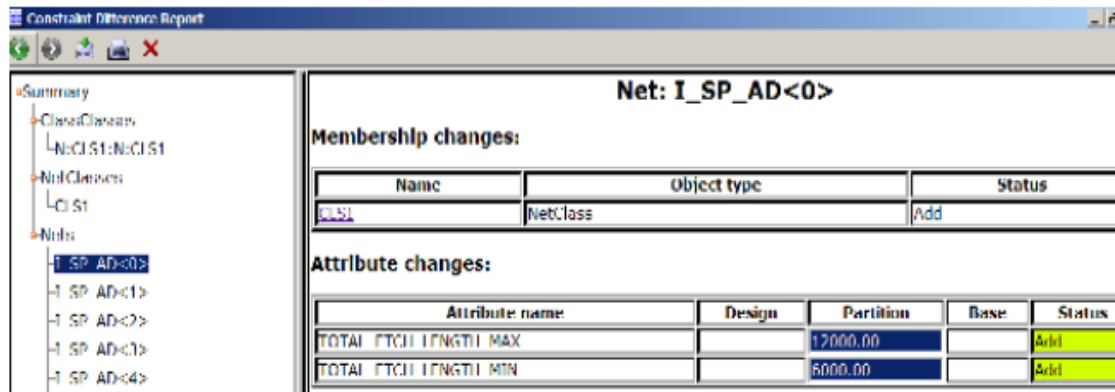 Constraint Difference Report
Summary
ClassClasses
N:CLS1:N:CLS1
NetClasses
CLS1
Nets
I_SP_AD<0>
I_SP_AD<1>
I_SP_AD<2>
I_SP_AD<3>
I_SP_AD<4>
Net: I_SP_AD<0>
Membership changes:
Name Object type Status
CLS1 NetClass Add
Attribute changes:
Attribute name Design Partition Base Status
TOTAL_ETCH_LENGTH_MAX 12000.00 Add
TOTAL_ETCH_LENGTH_MIN 6000.00 Add